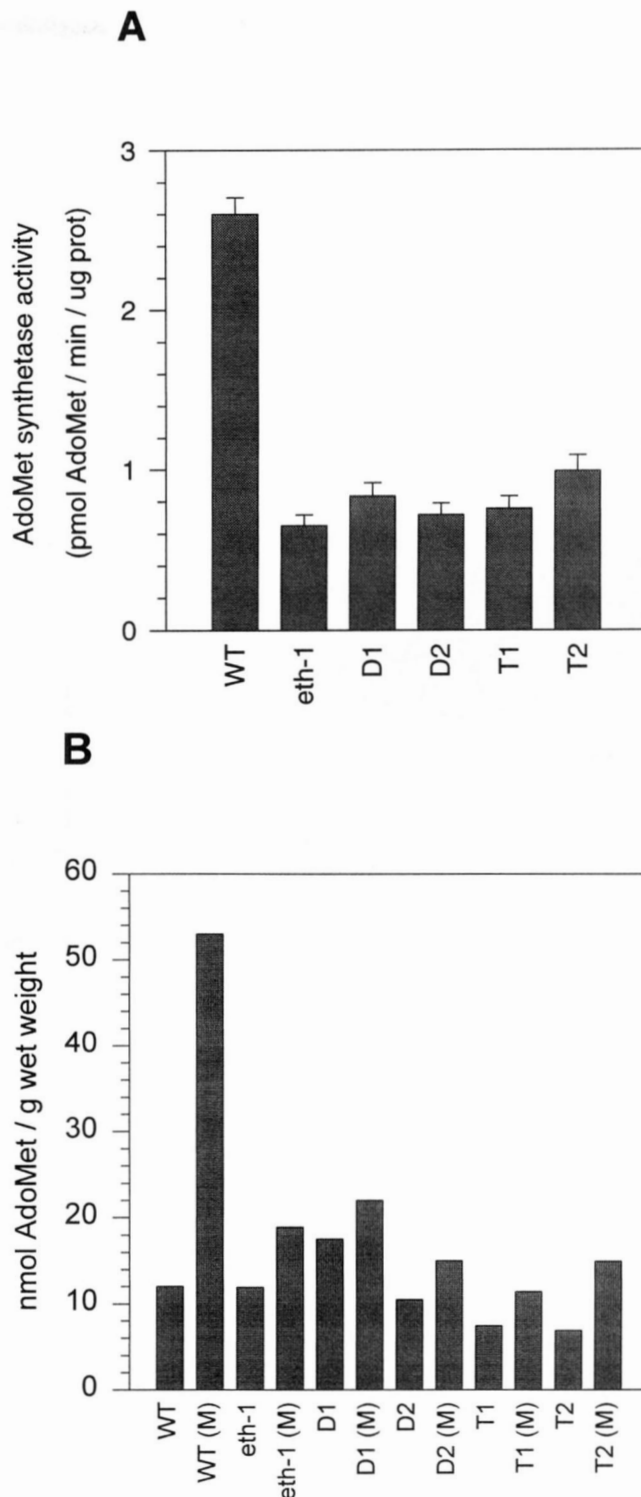 A
AdoMet synthetase activity
(pmol AdoMet / min / ug prot)
3
2
1
0
WT
eth-1
D1
D2
T1
T2
B
nmol AdoMet / g wet weight
60
50
40
30
20
10
0
WT
WT (M)
eth-1
eth-1 (M)
D1
D1 (M)
D2
D2 (M)
T1
T1 (M)
T2
T2 (M)